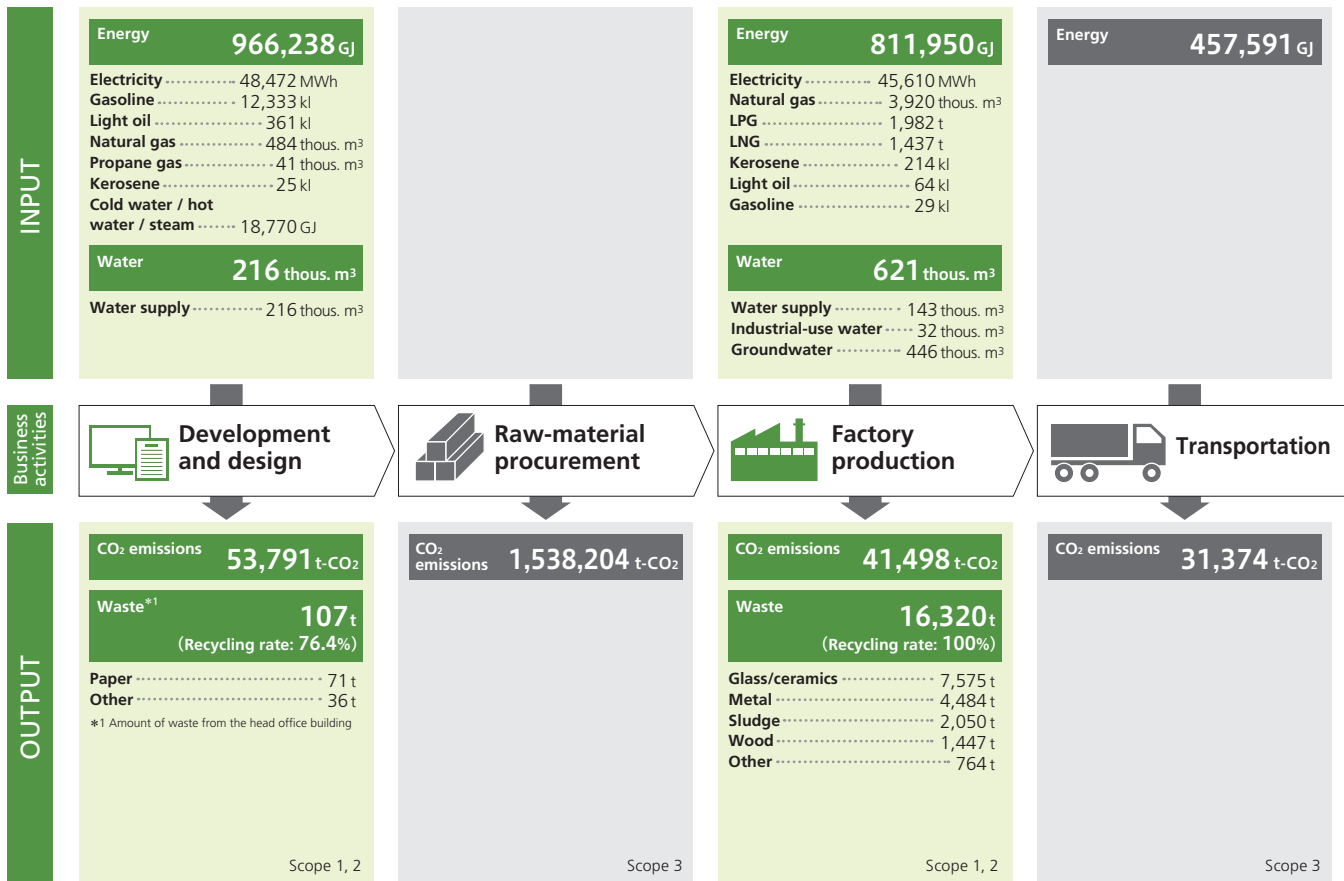 INPUT
Energy 966,238 GJ
Electricity 48,472 MWh
Gasoline 12,333 kl
Light oil 361 kl
Natural gas 484 thous. m³
Propane gas 41 thous. m³
Kerosene 25 kl
Cold water / hot
water / steam 18,770 GJ
Water 216 thous. m³
Water supply 216 thous. m³
Energy 811,950 GJ
Electricity 45,610 MWh
Natural gas 3,920 thous. m³
LPG 1,982 t
LNG 1,437 t
Kerosene 214 kl
Light oil 64 kl
Gasoline 29 kl
Water 621 thous. m³
Water supply 143 thous. m³
Industrial-use water 32 thous. m³
Groundwater 446 thous. m³
Energy 457,591 GJ
Business
activities
Development
and design
Raw-material
procurement
Factory
production
Transportation
OUTPUT
CO₂ emissions 53,791 t-CO₂
Waste*1
107 t
(Recycling rate: 76.4%)
Paper 71 t
Other 36 t
*1 Amount of waste from the head office building
Scope 1, 2
CO₂
emissions 1,538,204 t-CO₂
Scope 3
CO₂ emissions 41,498 t-CO₂
Waste
16,320 t
(Recycling rate: 100%)
Glass/ceramics 7,575 t
Metal 4,484 t
Sludge 2,050 t
Wood 1,447 t
Other 764 t
Scope 1, 2
CO₂ emissions 31,374 t-CO₂
Scope 3